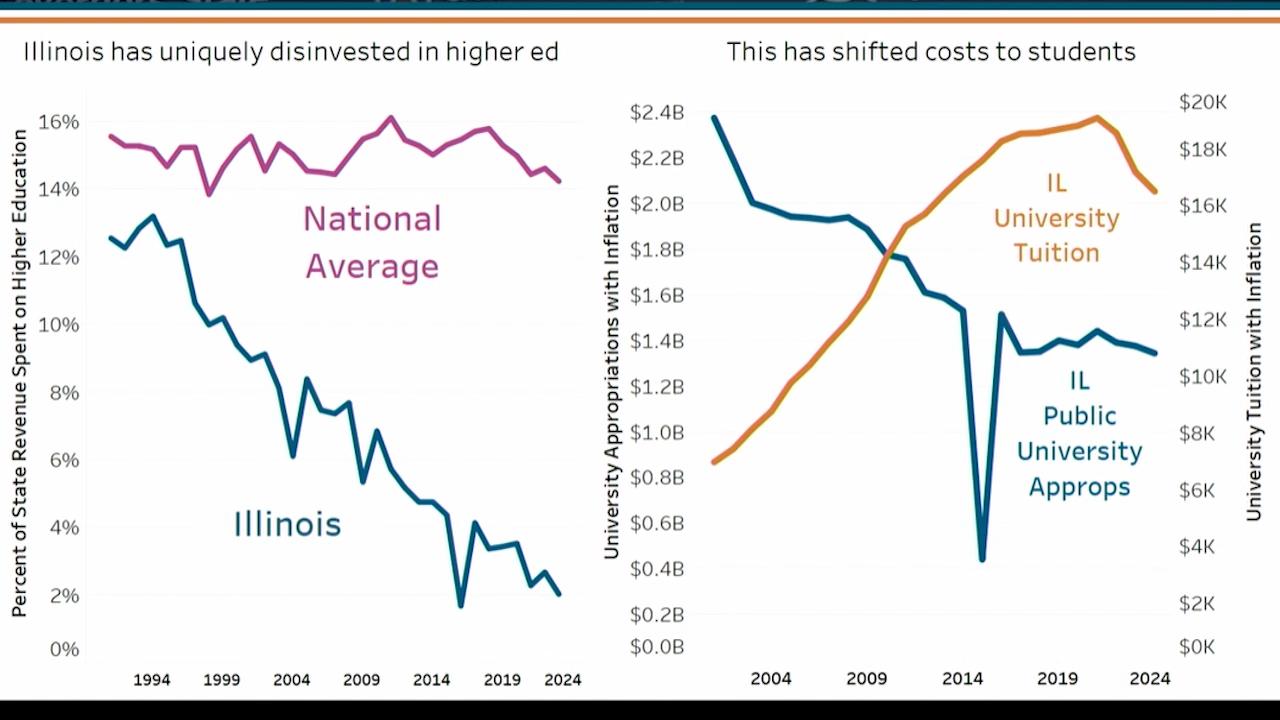 Illinois has uniquely disinvested in higher ed
Percent of State Revenue Spent on Higher Education
16%
14%
12%
10%
8%
6%
4%
2%
0%
National
Average
Illinois
1994
1999
2004
2009
2014
2019
2024
This has shifted costs to students
University Appropriations with Inflation
$2.4B
$2.2B
$2.0B
$1.8B
$1.6B
$1.4B
$1.2B
$1.0B
$0.8B
$0.6B
$0.4B
$0.2B
$0.0B
IL
University
Tuition
IL
Public
University
Approps
$20K
$18K
$16K
$14K
$12K
$10K
$8K
$6K
$4K
$2K
$0K
University Tuition with Inflation
2004
2009
2014
2019
2024